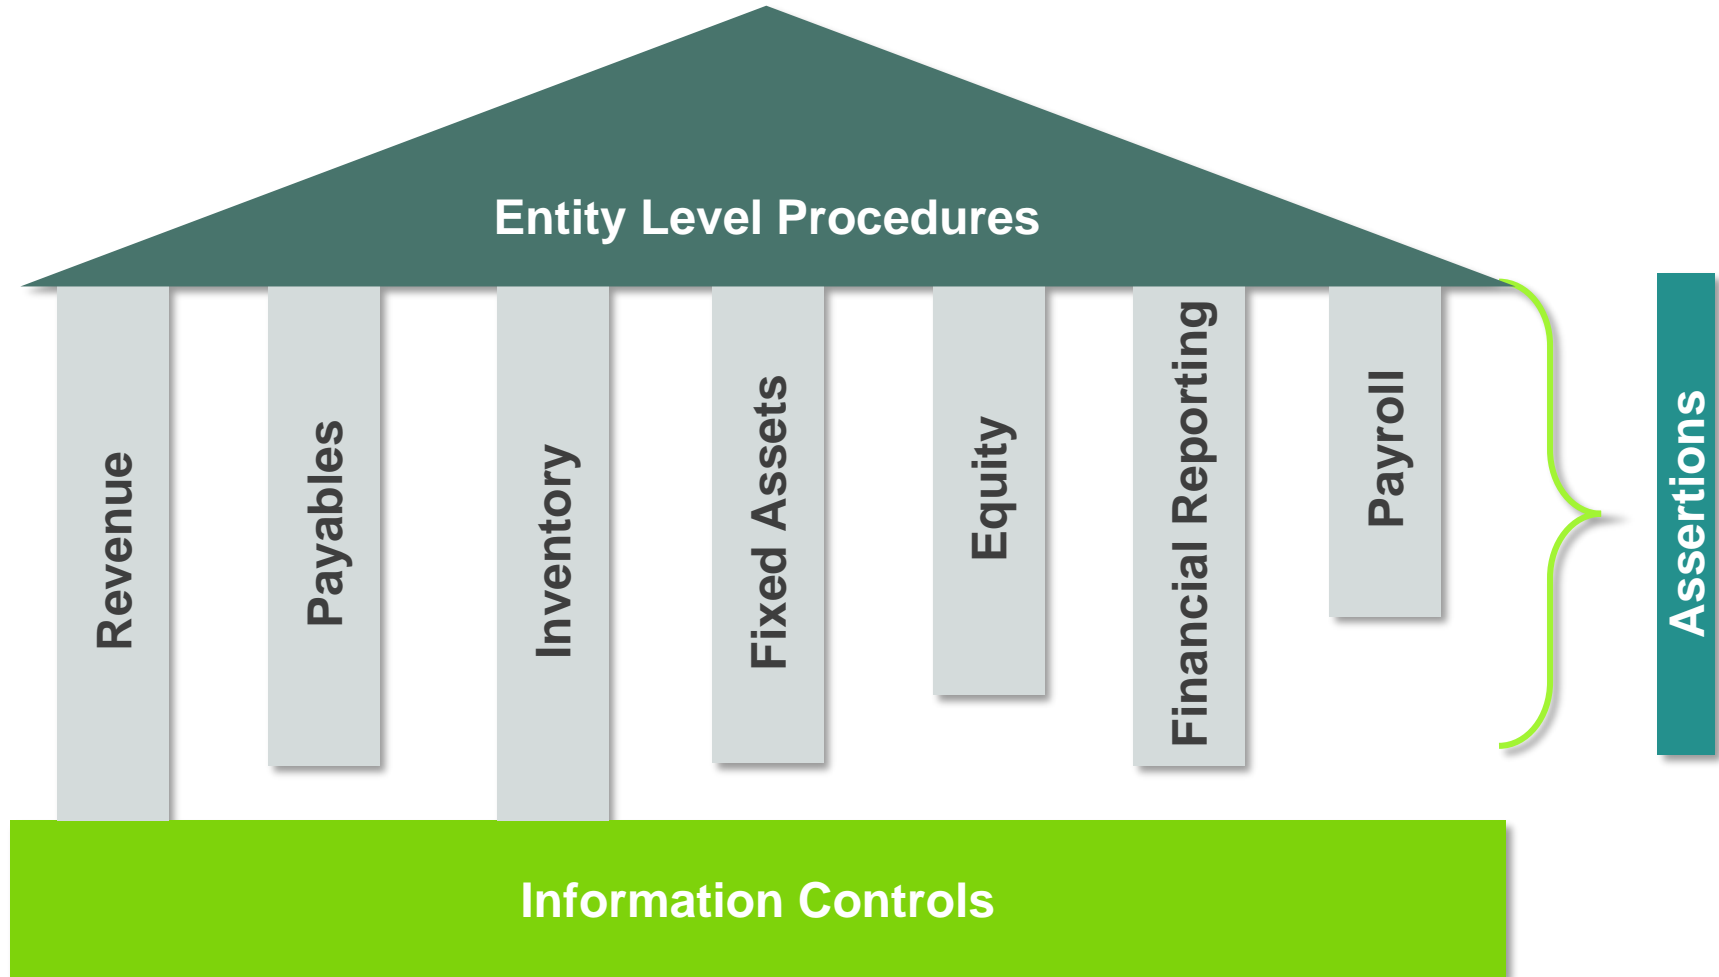 Entity Level Procedures
Revenue
Payables
Inventory
Fixed Assets
Equity
Financial Reporting
Payroll
Assertions
Information Controls